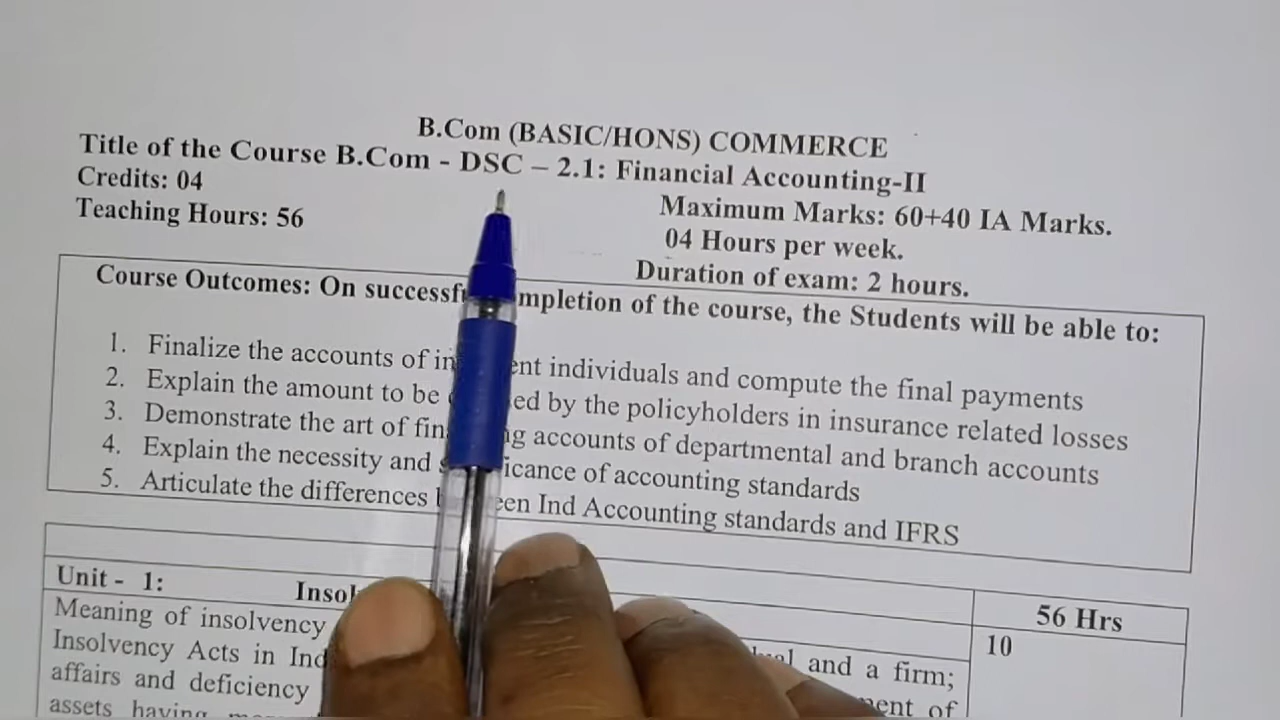 B.Com (BASIC/HONS) COMMERCE
Title of the Course B.Com - DSC – 2.1: Financial Accounting-II
Credits: 04
Maximum Marks: 60+40 IA Marks.
Teaching Hours: 56
04 Hours per week.
Duration of exam: 2 hours.
Course Outcomes: On successf mpletion of the course, the Students will be able to:
1. Finalize the accounts of in ent individuals and compute the final payments
2. Explain the amount to be ed by the policyholders in insurance related losses
3. Demonstrate the art of fin g accounts of departmental and branch accounts
4. Explain the necessity and icance of accounting standards
5. Articulate the differences een Ind Accounting standards and IFRS
Unit - 1: Insol
56 Hrs
Meaning of insolvency
10
Insolvency Acts in Ind ual and a firm;
affairs and deficiency ent of
assets having